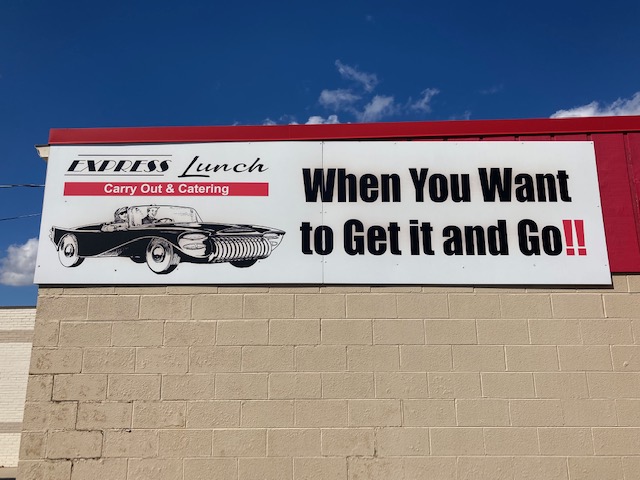 EXPRESS Lunch
Carry Out & Catering
When You Want
to Get it and Go!!